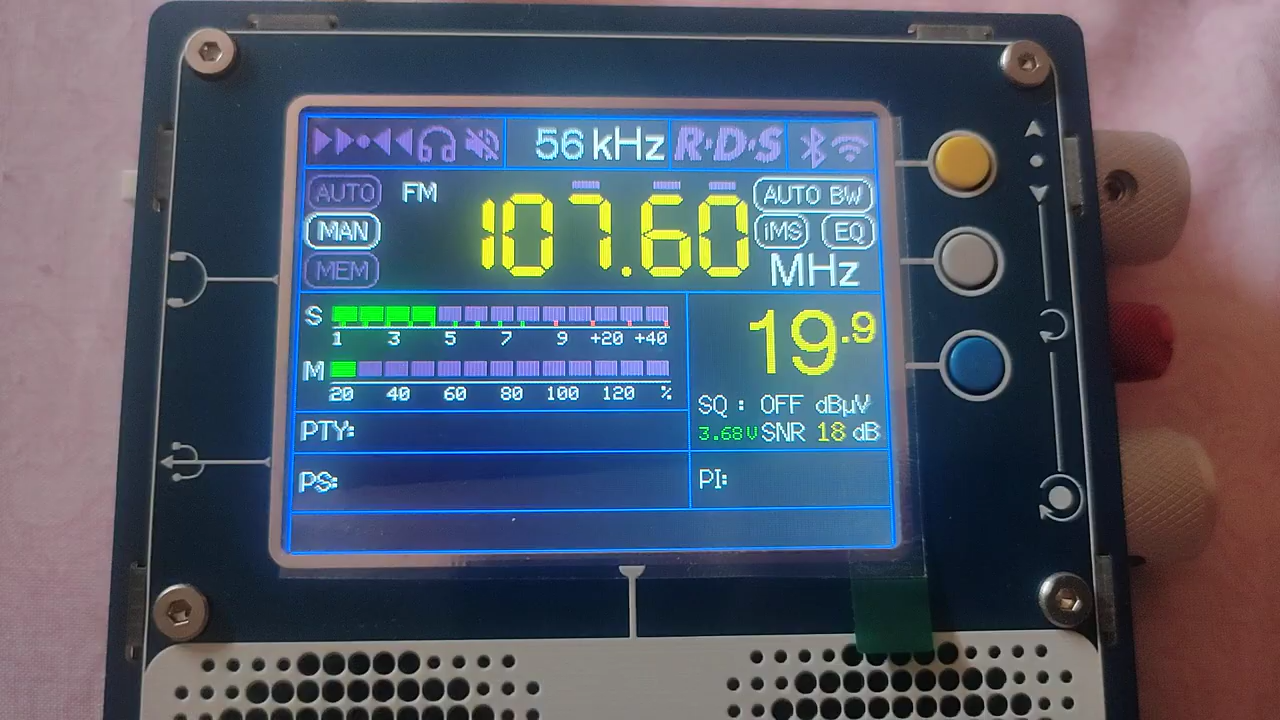 56 kHz R·D·S
AUTO FM 107.60 AUTO BW
MAN iMS EQ
MEM MHz
S
1 3 5 7 9 +20 +40
M
20 40 60 80 100 120 %
19.9
SQ : OFF dBµV
3.68V SNR 18 dB
PTY:
PS:
PI: